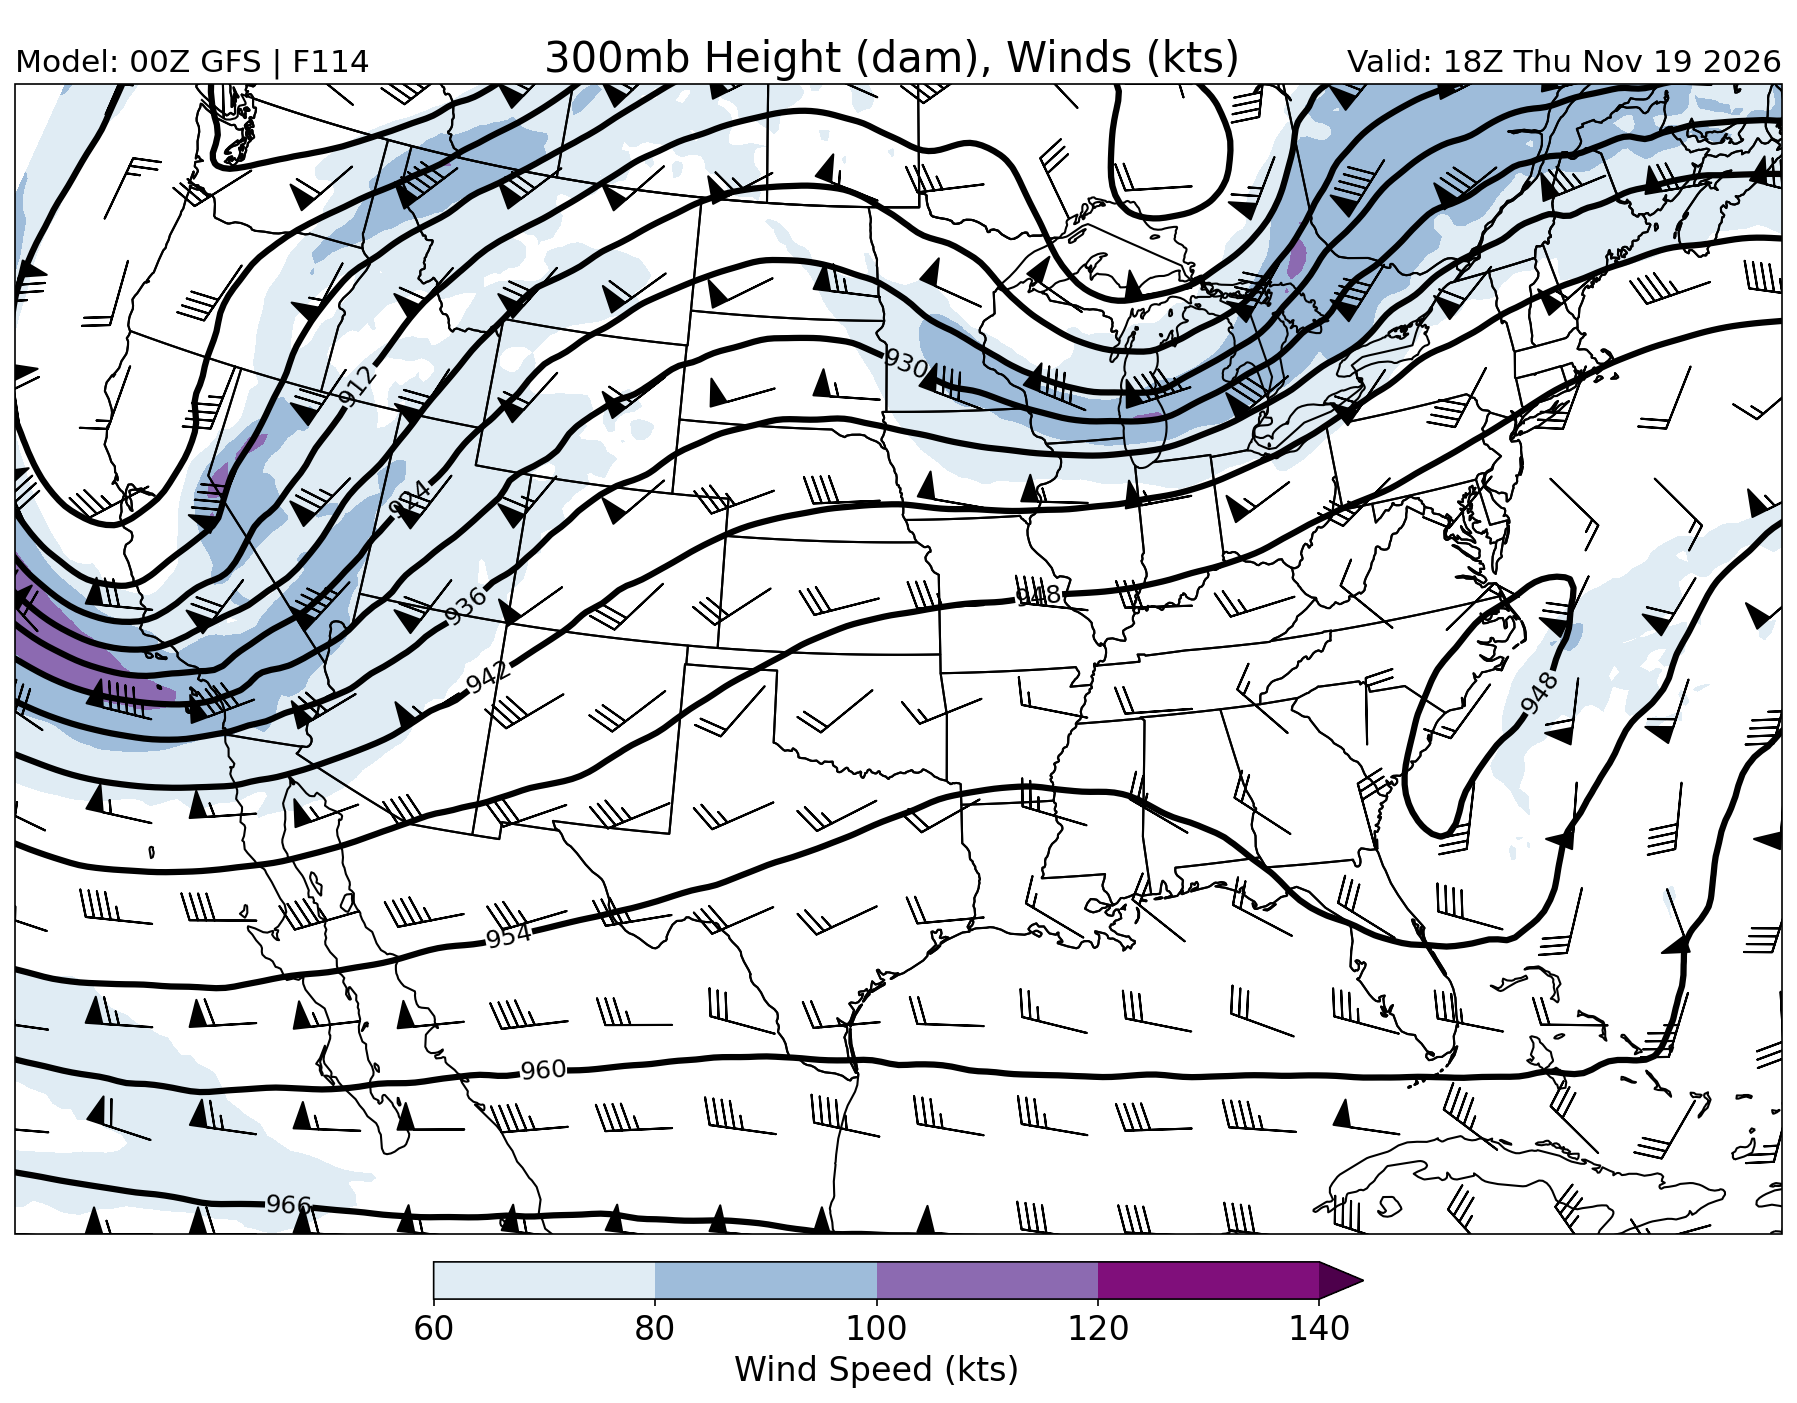 Model: 00Z GFS | F114
300mb Height (dam), Winds (kts)
Valid: 18Z Thu Nov 19 2026
930
912
924
936
948
942
948
954
960
966
60 80 100 120 140
Wind Speed (kts)